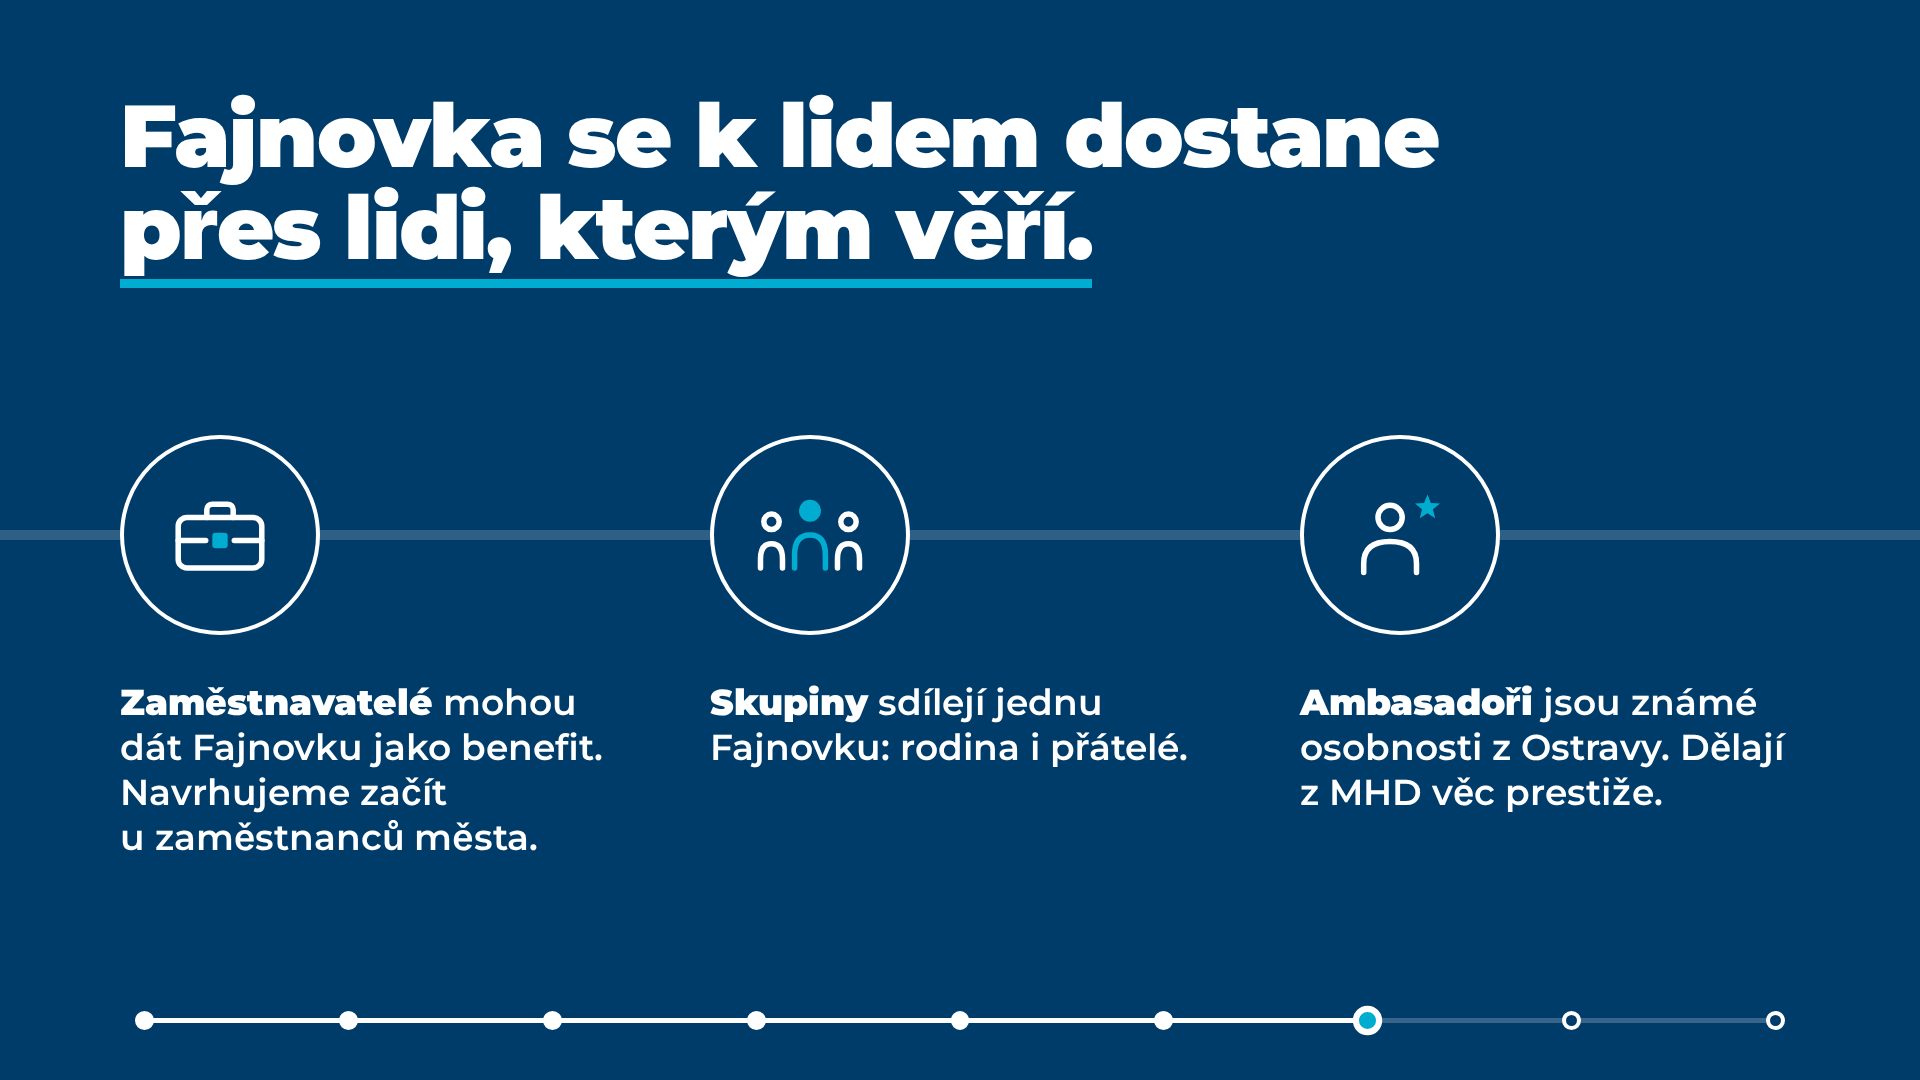 Fajnovka se k lidem dostane
přes lidi, kterým věří.
Zaměstnavatelé mohou
dát Fajnovku jako benefit.
Navrhujeme začít
u zaměstnanců města.
Skupiny sdílejí jednu
Fajnovku: rodina i přátelé.
Ambasadoři jsou známé
osobnosti z Ostravy. Dělají
z MHD věc prestiže.